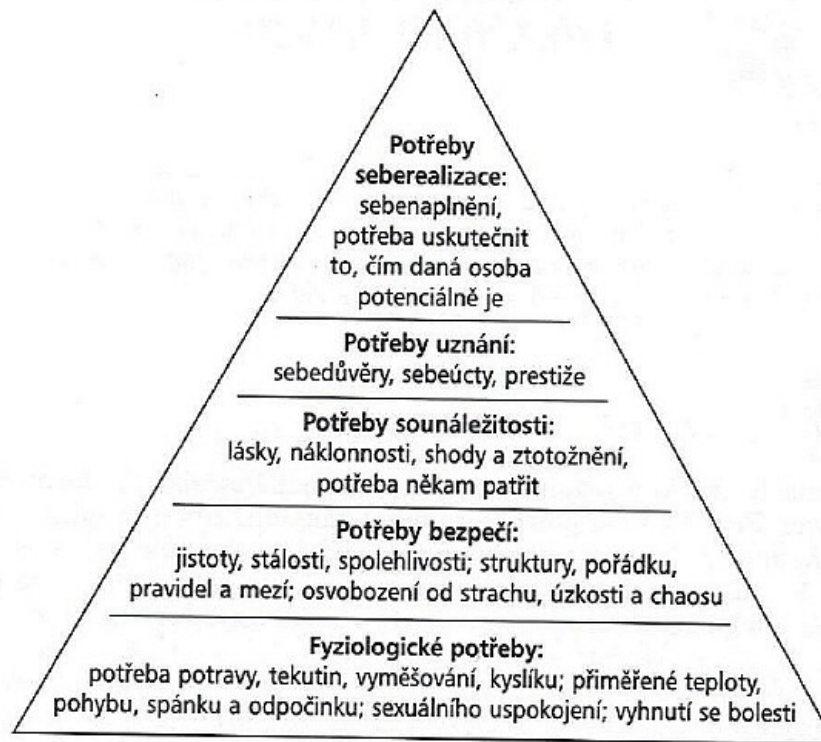 Potřeby
seberealizace:
sebenaplnění,
potřeba uskutečnit
to, čím daná osoba
potenciálně je
Potřeby uznání:
sebedůvěry, sebeúcty, prestiže
Potřeby sounáležitosti:
lásky, náklonnosti, shody a ztotožnění,
potřeba někam patřit
Potřeby bezpečí:
jistoty, stálosti, spolehlivosti; struktury, pořádku,
pravidel a mezí; osvobození od strachu, úzkosti a chaosu
Fyziologické potřeby:
potřeba potravy, tekutin, vyměšování, kyslíku; přiměřené teploty,
pohybu, spánku a odpočinku; sexuálního uspokojení; vyhnutí se bolesti